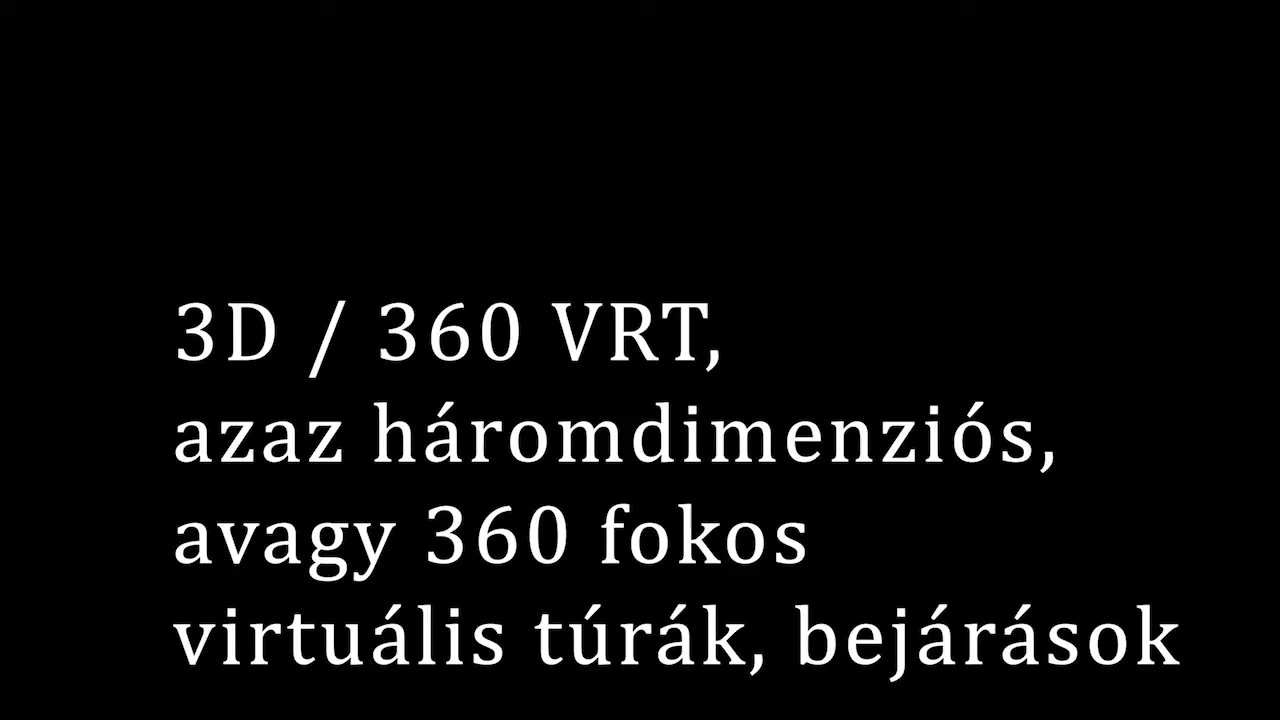 3D / 360 VRT,
azaz háromdimenziós,
avagy 360 fokos
virtuális túrák, bejárások